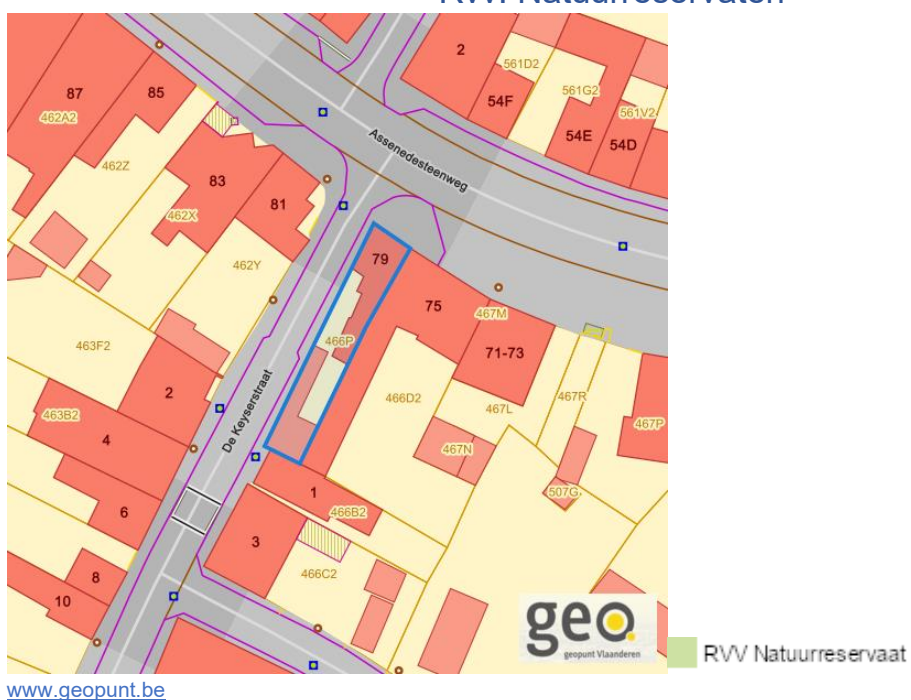 RVV: Natuurreservaten
2
561D2
87
85
54F
561G2
561V2
462A2
Assenedesteenweg
54E
54D
462Z
83
81
462X
462Y
79
75
467M
466P
71-73
463F2
2
466D2
467L
467R
463B2
De Keyserstraat
467P
4
467N
1
507G
6
466B2
3
8
466C2
10
geo
geopunt Vlaanderen
RVV Natuurreservaat
www.geopunt.be